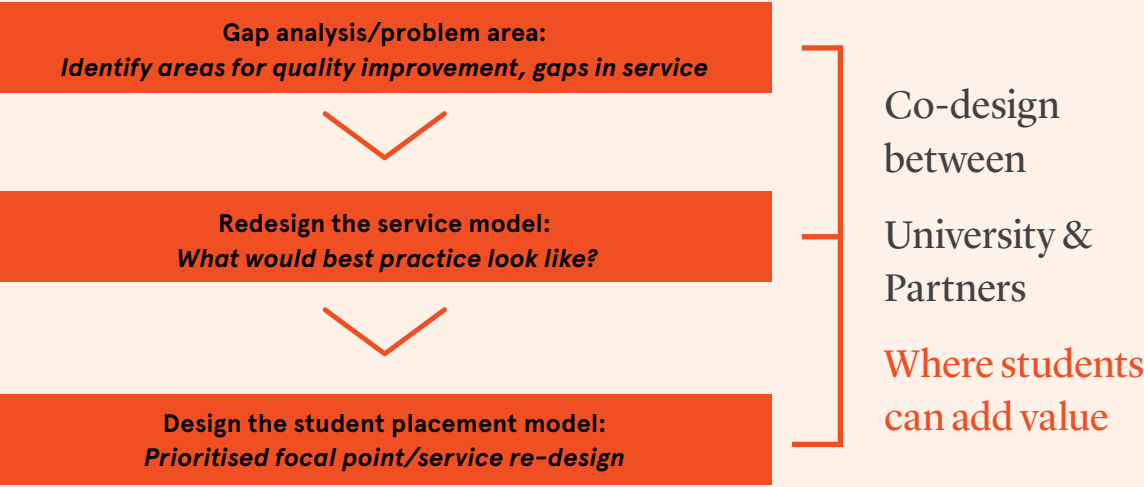 Gap analysis/problem area:
Identify areas for quality improvement, gaps in service
Redesign the service model:
What would best practice look like?
Design the student placement model:
Prioritised focal point/service re-design
Co-design
between
University &
Partners
Where students
can add value